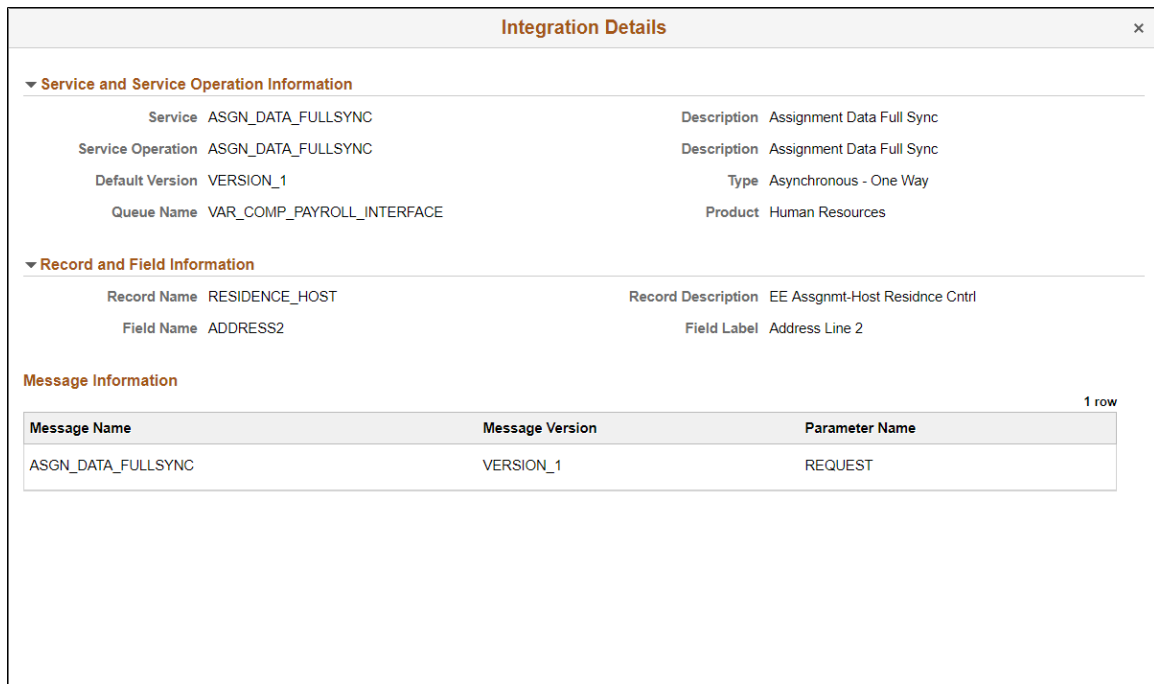 Integration Details ×
Service and Service Operation Information
Service ASGN_DATA_FULLSYNC Description Assignment Data Full Sync
Service Operation ASGN_DATA_FULLSYNC Description Assignment Data Full Sync
Default Version VERSION_1 Type Asynchronous - One Way
Queue Name VAR_COMP_PAYROLL_INTERFACE Product Human Resources
Record and Field Information
Record Name RESIDENCE_HOST Record Description EE Assgnmt-Host Residnce Cntrl
Field Name ADDRESS2 Field Label Address Line 2
Message Information
1 row
Message Name Message Version Parameter Name
ASGN_DATA_FULLSYNC VERSION_1 REQUEST